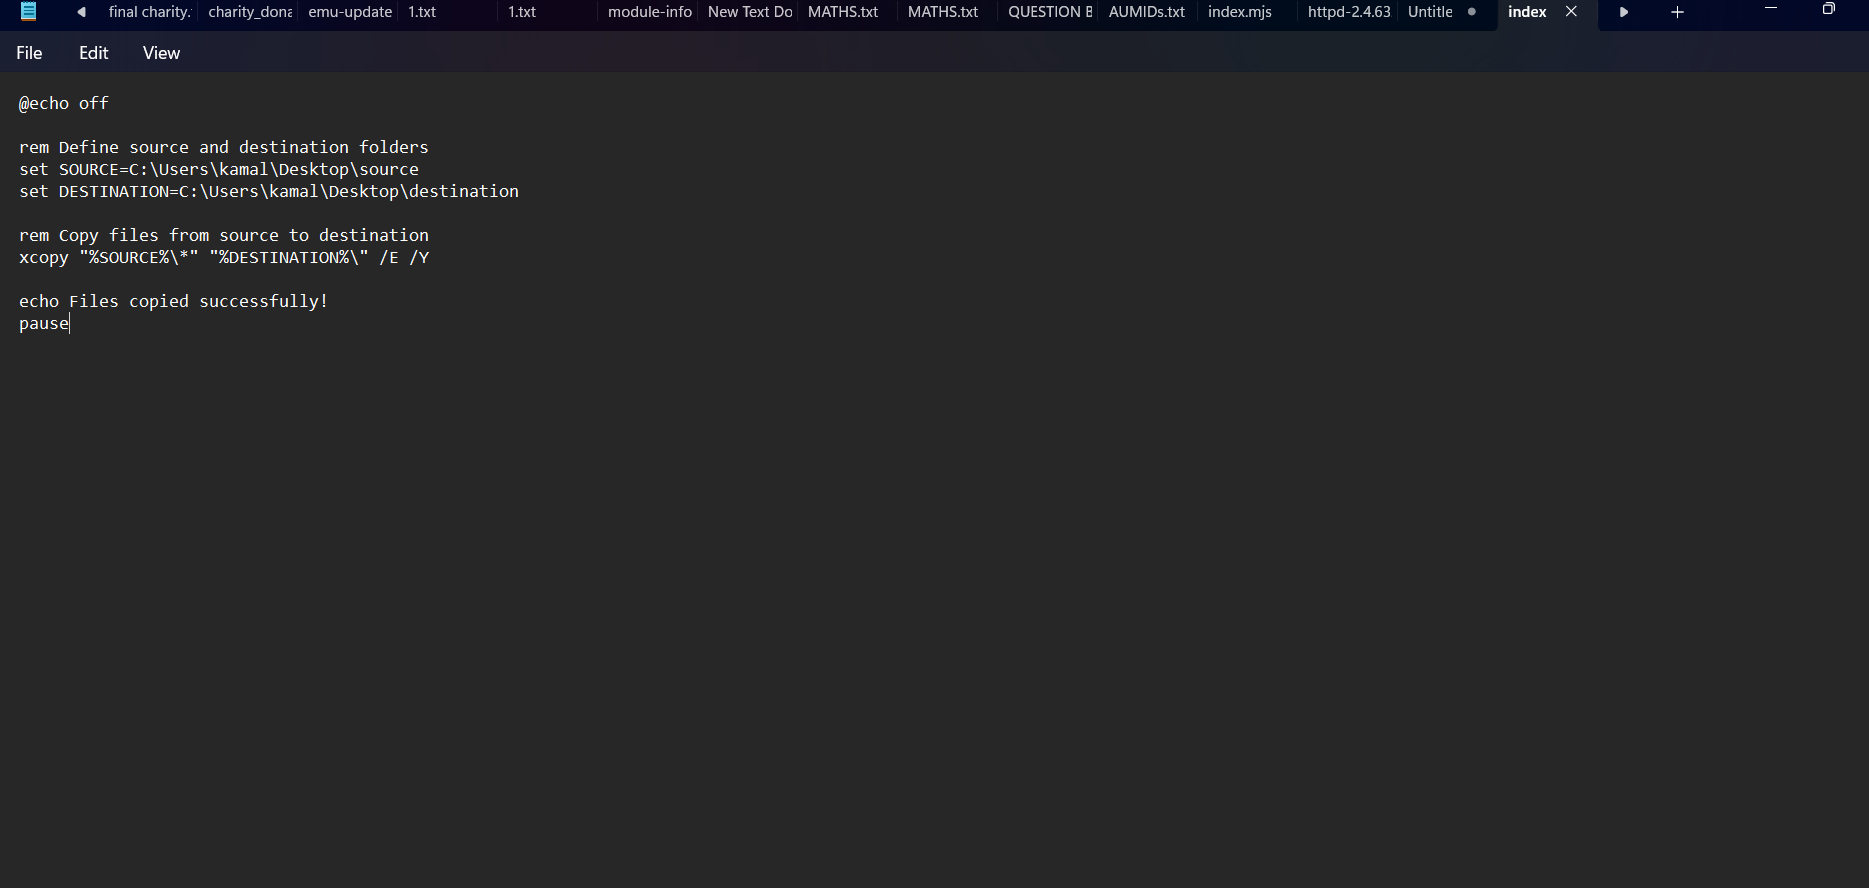 final charity. charity_dona emu-update 1.txt 1.txt module-info New Text Do MATHS.txt MATHS.txt QUESTION B AUMIDs.txt index.mjs httpd-2.4.63 Untitle index
File Edit View
@echo off
rem Define source and destination folders
set SOURCE=C:\Users\kamal\Desktop\source
set DESTINATION=C:\Users\kamal\Desktop\destination
rem Copy files from source to destination
xcopy "%SOURCE%\*" "%DESTINATION%\" /E /Y
echo Files copied successfully!
pause